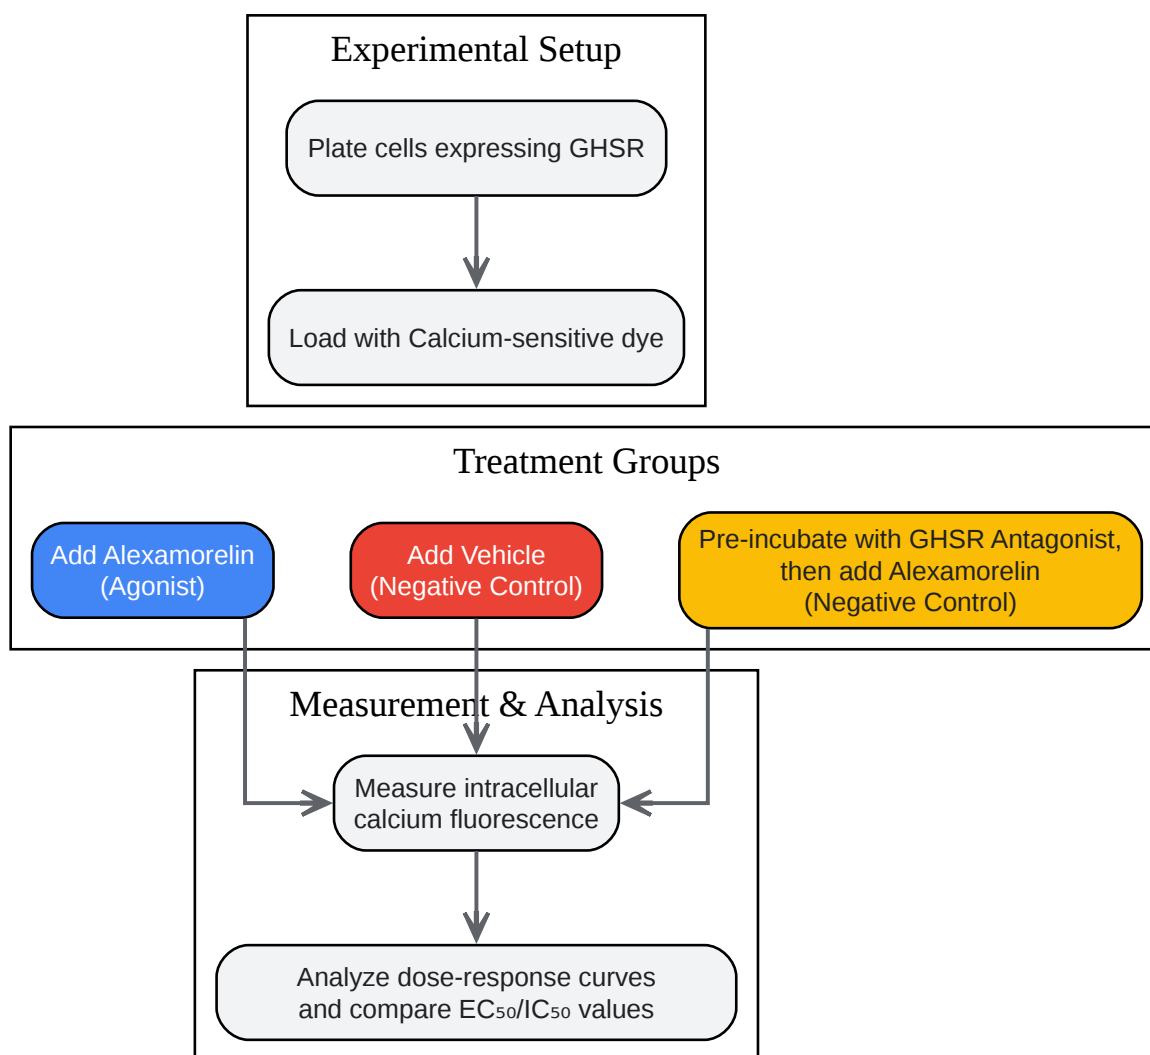 Experimental Setup
Plate cells expressing GHSR
Load with Calcium-sensitive dye
Treatment Groups
Add Alexamorelin
(Agonist)
Add Vehicle
(Negative Control)
Pre-incubate with GHSR Antagonist,
then add Alexamorelin
(Negative Control)
Measurement & Analysis
Measure intracellular
calcium fluorescence
Analyze dose-response curves
and compare EC₅₀/IC₅₀ values